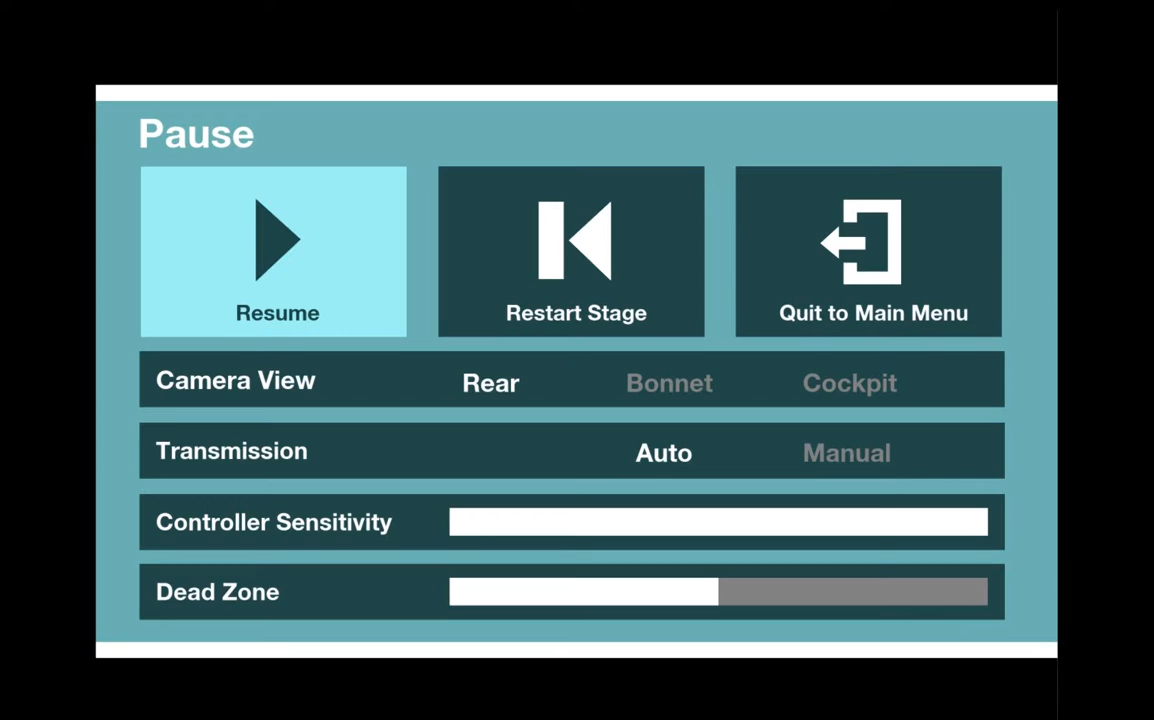 Pause
Resume
Restart Stage
Quit to Main Menu
Camera View Rear Bonnet Cockpit
Transmission Auto Manual
Controller Sensitivity
Dead Zone